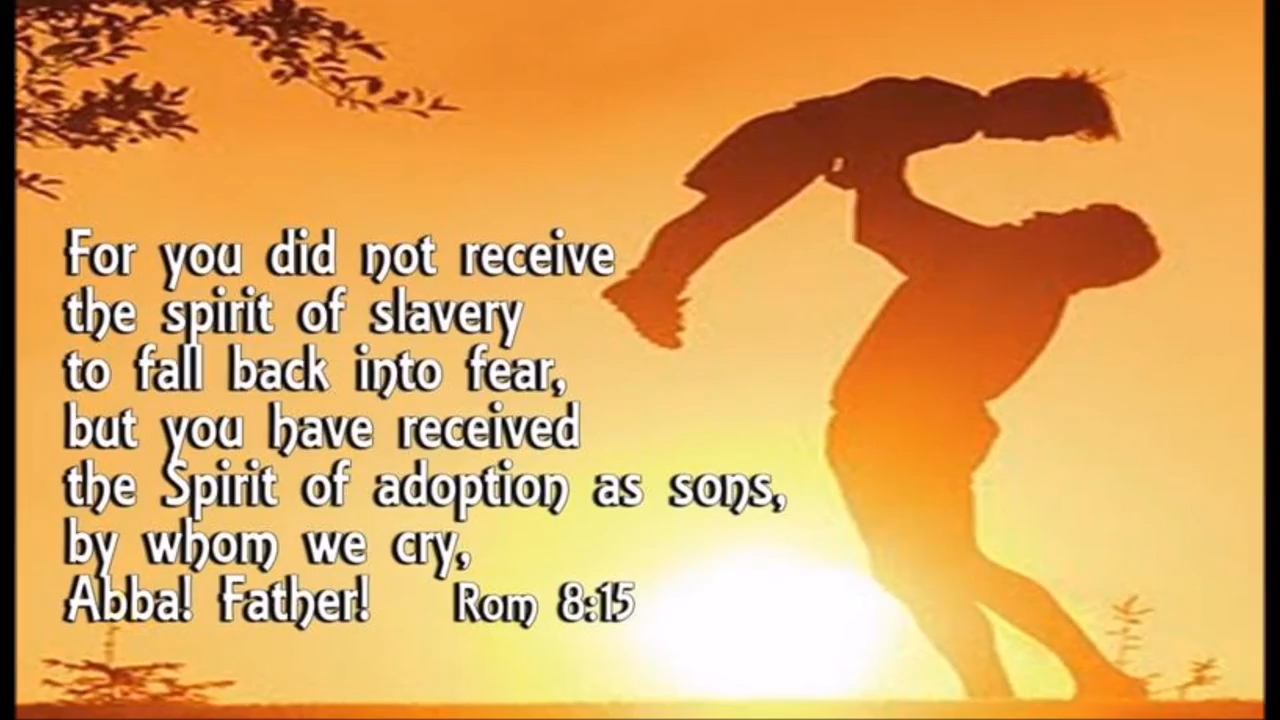 For you did not receive
the spirit of slavery
to fall back into fear,
but you have received
the Spirit of adoption as sons,
by whom we cry,
Abba! Father! Rom 8:15